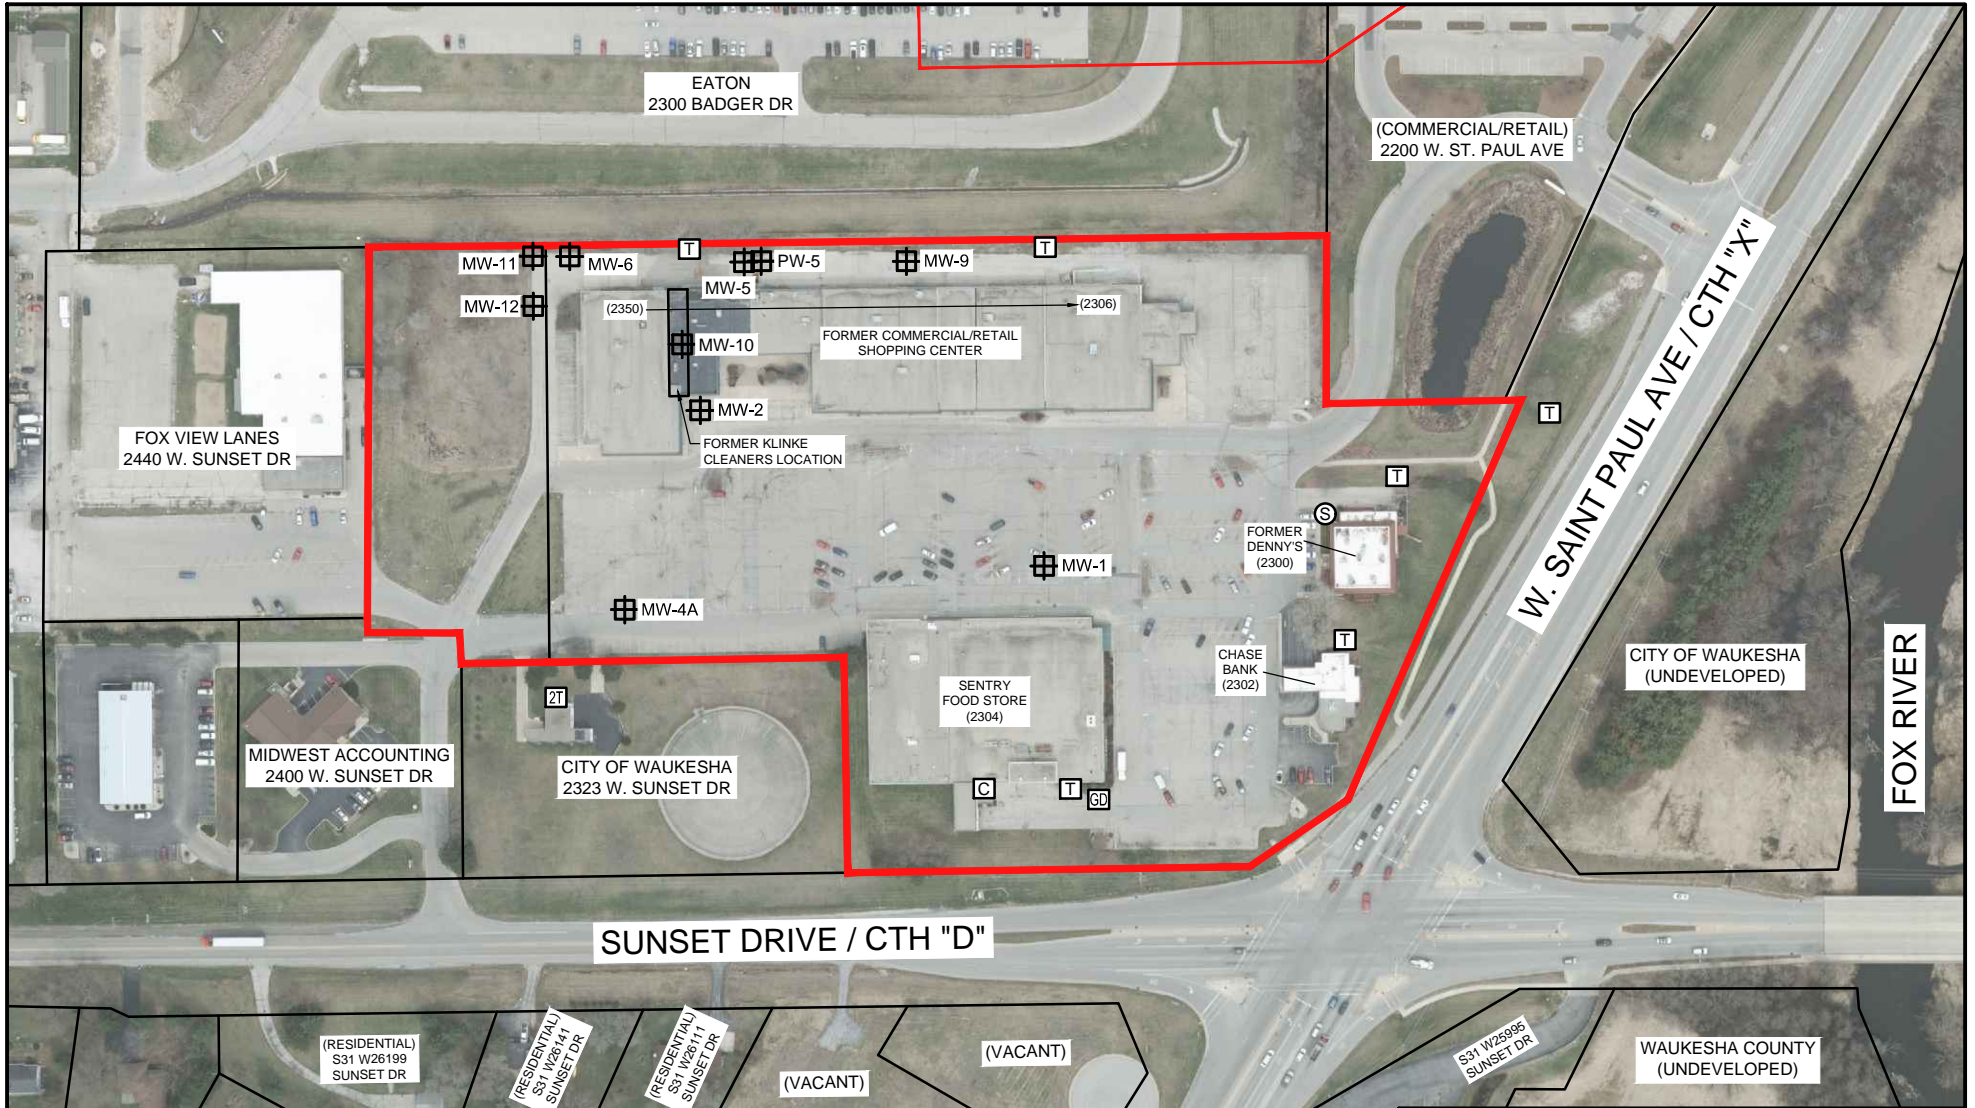 EATON
2300 BADGER DR
(COMMERCIAL/RETAIL)
2200 W. ST. PAUL AVE
W. SAINT PAUL AVE / CTH "X"
MW-11
MW-6
T
MW-5
PW-5
MW-9
T
MW-12
(2350)
(2306)
MW-10
FORMER COMMERCIAL/RETAIL
SHOPPING CENTER
MW-2
FORMER KLINKE
CLEANERS LOCATION
FOX VIEW LANES
2440 W. SUNSET DR
T
T
S
FORMER
DENNY'S
(2300)
MW-1
MW-4A
T
CHASE
BANK
(2302)
SENTRY
FOOD STORE
(2304)
C
T
GD
2T
MIDWEST ACCOUNTING
2400 W. SUNSET DR
CITY OF WAUKESHA
2323 W. SUNSET DR
CITY OF WAUKESHA
(UNDEVELOPED)
FOX RIVER
SUNSET DRIVE / CTH "D"
(RESIDENTIAL)
S31 W26199
SUNSET DR
(RESIDENTIAL)
S31 W26141
SUNSET DR
(RESIDENTIAL)
S31 W26111
SUNSET DR
(VACANT)
(VACANT)
S31 W25995
SUNSET DR
WAUKESHA COUNTY
(UNDEVELOPED)